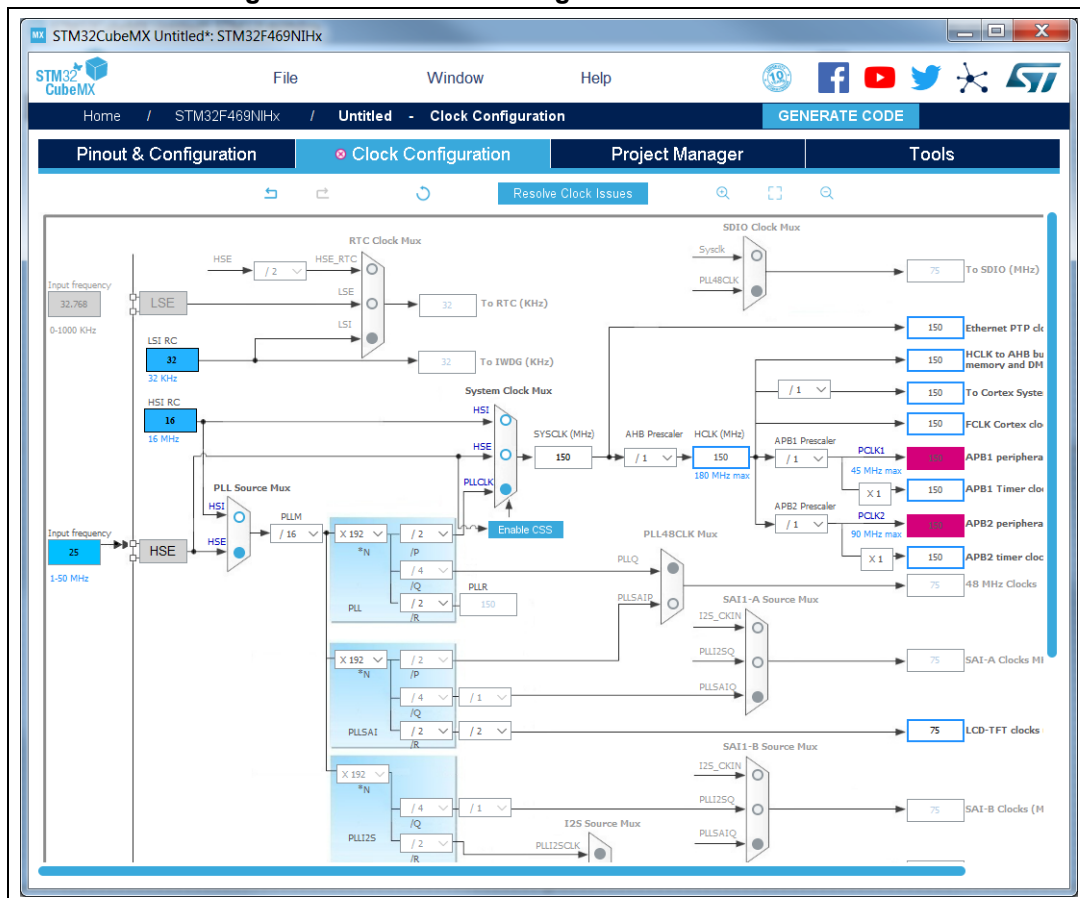 STM32CubeMX Untitled*: STM32F469NIHx
STM32
CubeMX
File
Window
Help
10
Home / STM32F469NIHx / Untitled - Clock Configuration
GENERATE CODE
Pinout & Configuration
Clock Configuration
Project Manager
Tools
Resolve Clock Issues
SDIO Clock Mux
RTC Clock Mux
Sysclk
HSE
HSE_RTC
/ 2
75
To SDIO (MHz)
Input frequency
PLL48CLK
LSE
32.768
LSE
32
To RTC (KHz)
0-1000 KHz
LSI
150
Ethernet PTP clo
LSI RC
32
32
To IWDG (KHz)
150
HCLK to AHB bu
memory and DM
32 KHz
System Clock Mux
/ 1
150
To Cortex Syste
HSI RC
HSI
16
150
FCLK Cortex clo
16 MHz
SYSCLK (MHz)
AHB Prescaler
HCLK (MHz)
APB1 Prescaler
HSE
PCLK1
150
/ 1
150
/ 1
150
APB1 periphera
180 MHz max
45 MHz max
PLL Source Mux
PLLCLK
X 1
150
APB1 Timer clo
HSI
PLLM
APB2 Prescaler
PCLK2
Input frequency
/ 16
X 192
/ 2
Enable CSS
/ 1
150
APB2 periphera
HSE
*N
/P
PLL48CLK Mux
90 MHz max
25
HSE
/ 4
PLLQ
X 1
150
APB2 timer cloc
1-50 MHz
/Q
PLLR
75
48 MHz Clocks
PLL
/ 2
150
PLLSAIP
SAI1-A Source Mux
/R
I2S_CKIN
X 192
/ 2
PLLI2SQ
75
SAI-A Clocks MH
*N
/P
/ 4
/ 1
PLLSAIQ
/Q
PLLSAI
/ 2
/ 2
75
LCD-TFT clocks
/R
SAI1-B Source Mux
I2S_CKIN
X 192
*N
/ 4
/ 1
PLLI2SQ
75
SAI-B Clocks (M
/Q
I2S Source Mux
PLLI2S
/ 2
PLLI2SCLK
PLLSAIQ
/R